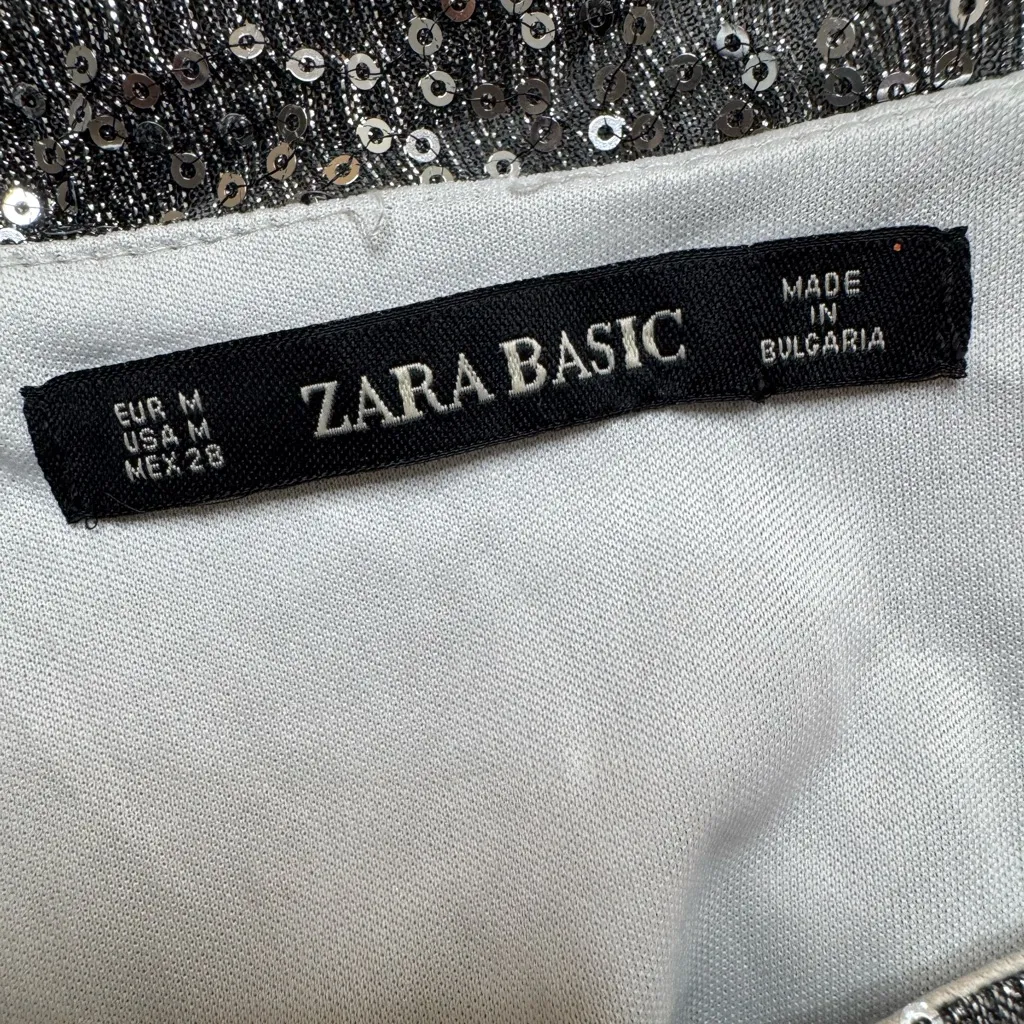 EUR M
USA M
MEX 28
ZARA BASIC
MADE
IN
BULGARIA